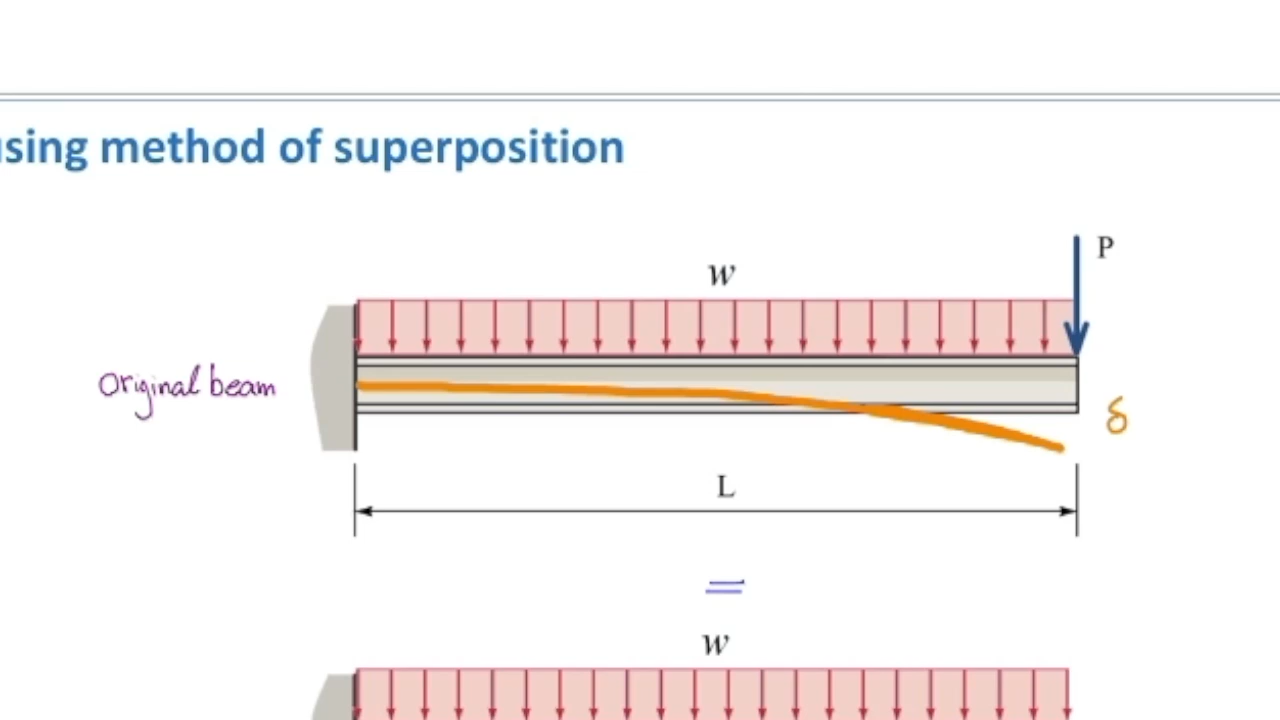 using method of superposition
P
w
Original beam
δ
L
=
w